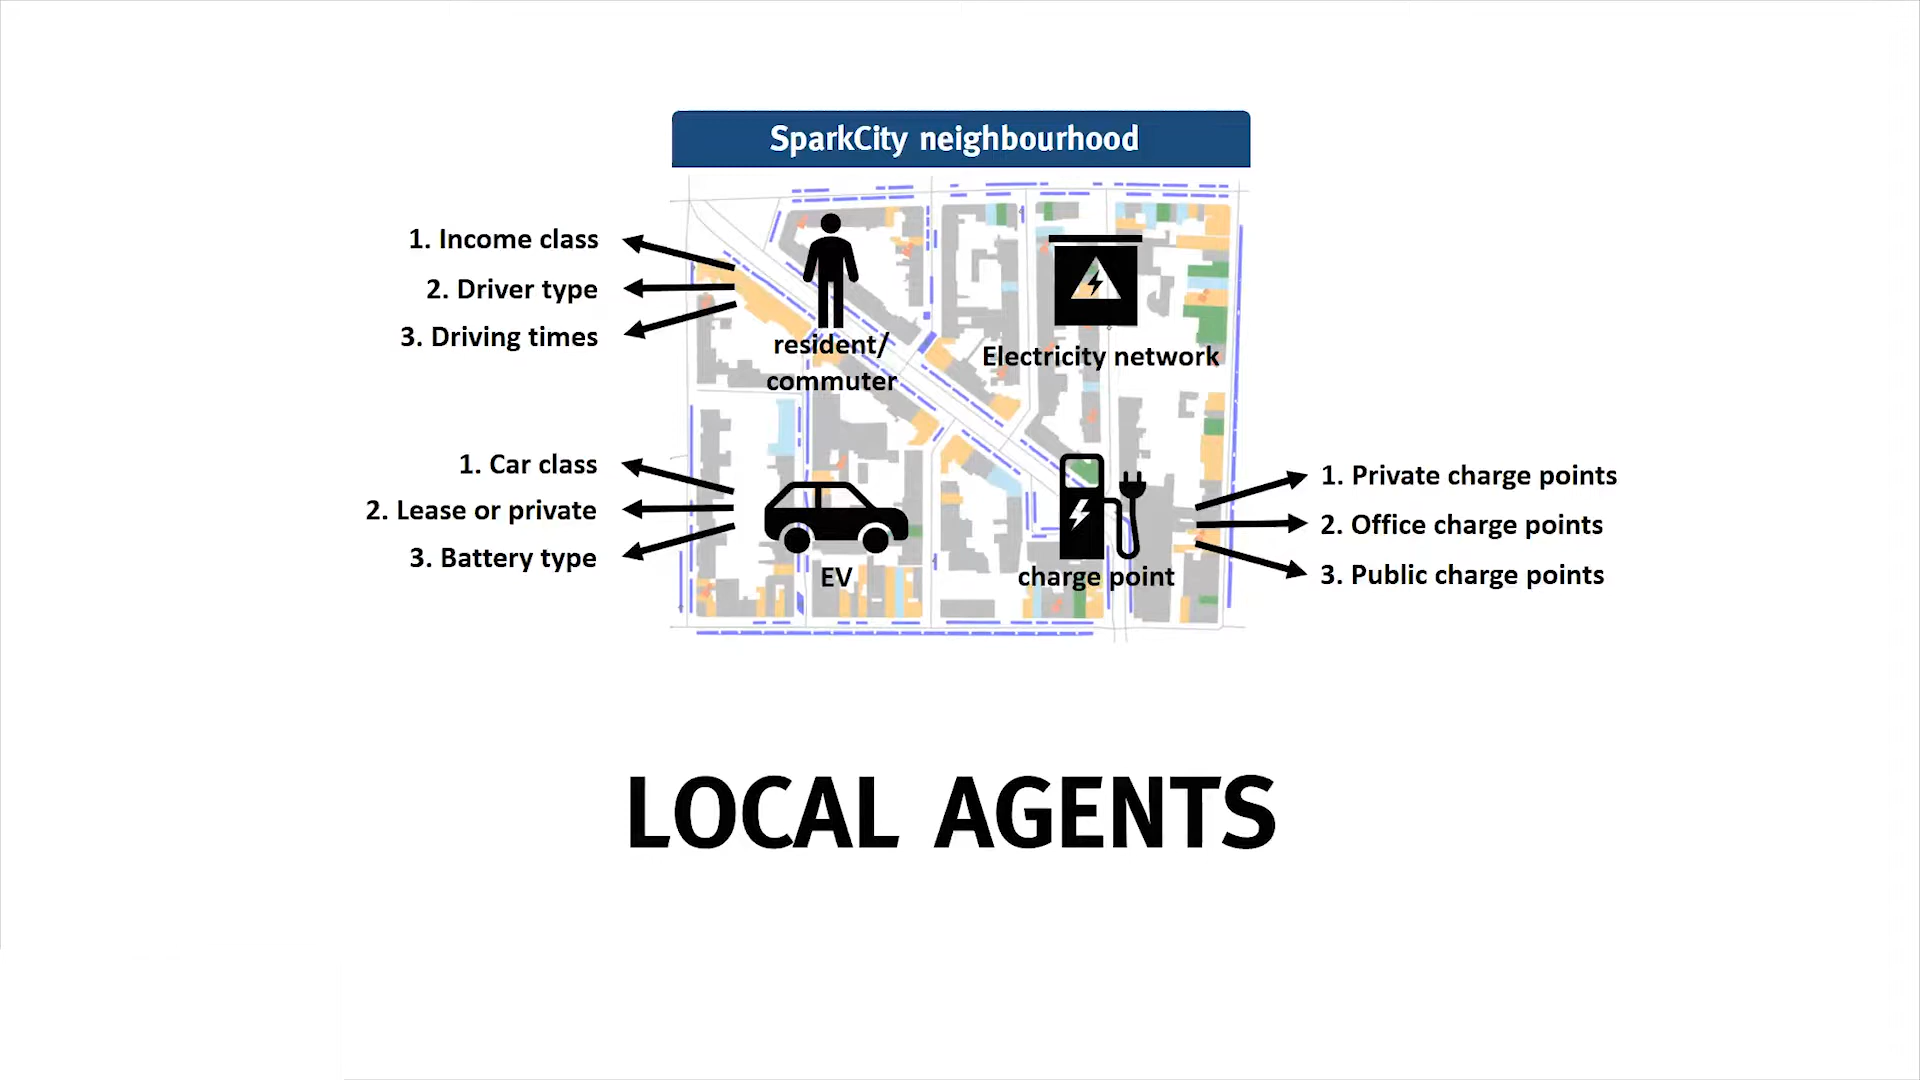 SparkCity neighbourhood
1. Income class
2. Driver type
3. Driving times
resident/
commuter
Electricity network
1. Car class
2. Lease or private
3. Battery type
EV
charge point
1. Private charge points
2. Office charge points
3. Public charge points
LOCAL AGENTS